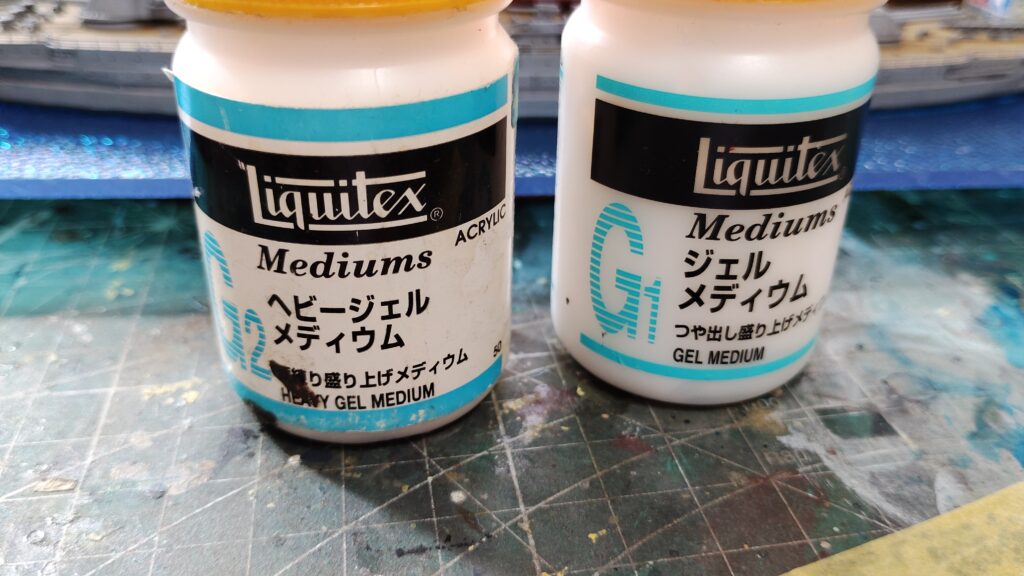 Liquitex®
ACRYLIC
Mediums
G2
ヘビージェル
メディウム
り盛り上げメディウム
50
HEAVY GEL MEDIUM
Liquitex
Mediums
G1
ジェル
メディウム
つや出し盛り上げメディ
GEL MEDIUM